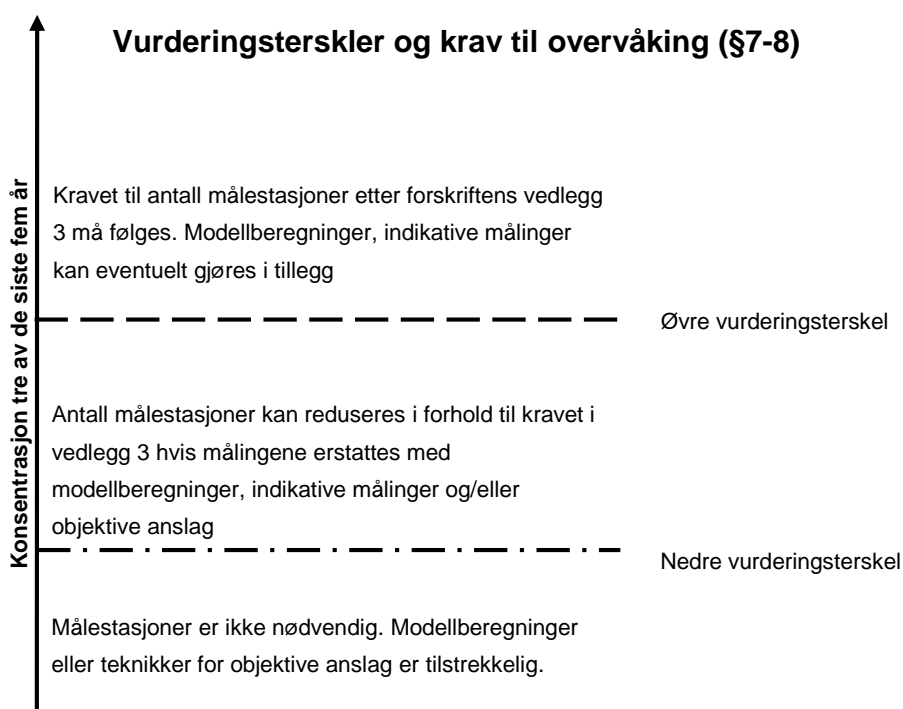 Vurderingsterskler og krav til overvåking (§7-8)
Konsentrasjon tre av de siste fem år
Kravet til antall målestasjoner etter forskriftens vedlegg
3 må følges. Modellberegninger, indikative målinger
kan eventuelt gjøres i tillegg
Øvre vurderingsterskel
Antall målestasjoner kan reduseres i forhold til kravet i
vedlegg 3 hvis målingene erstattes med
modellberegninger, indikative målinger og/eller
objektive anslag
Nedre vurderingsterskel
Målestasjoner er ikke nødvendig. Modellberegninger
eller teknikker for objektive anslag er tilstrekkelig.